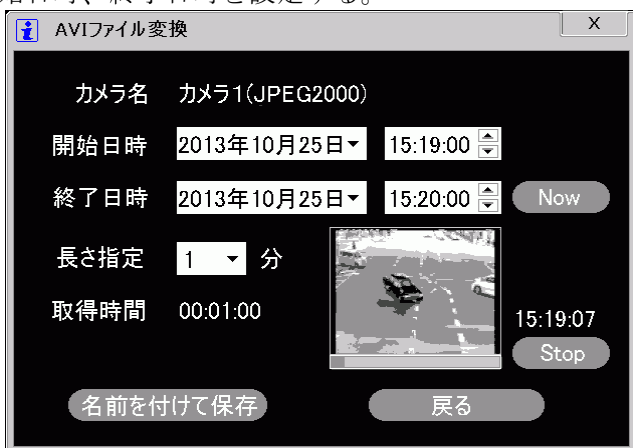 AVIファイル変換 X
カメラ名 カメラ1(JPEG2000)
開始日時 2013年10月25日 15:19:00
終了日時 2013年10月25日 15:20:00 Now
長さ指定 1 分
取得時間 00:01:00
15:19:07
Stop
名前を付けて保存 戻る